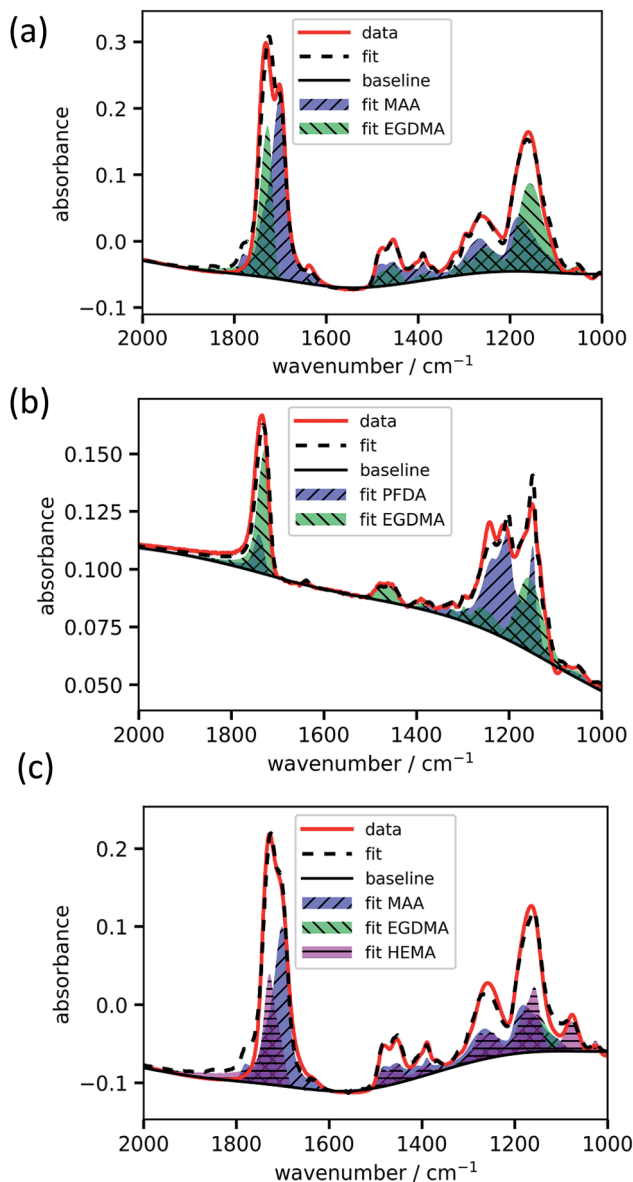 (a)
data
fit
baseline
fit MAA
fit EGDMA
absorbance
0.3
0.2
0.1
0.0
−0.1
2000 1800 1600 1400 1200 1000
wavenumber / cm⁻¹
(b)
data
fit
baseline
fit PFDA
fit EGDMA
absorbance
0.150
0.125
0.100
0.075
0.050
2000 1800 1600 1400 1200 1000
wavenumber / cm⁻¹
(c)
data
fit
baseline
fit MAA
fit EGDMA
fit HEMA
absorbance
0.2
0.1
0.0
−0.1
2000 1800 1600 1400 1200 1000
wavenumber / cm⁻¹